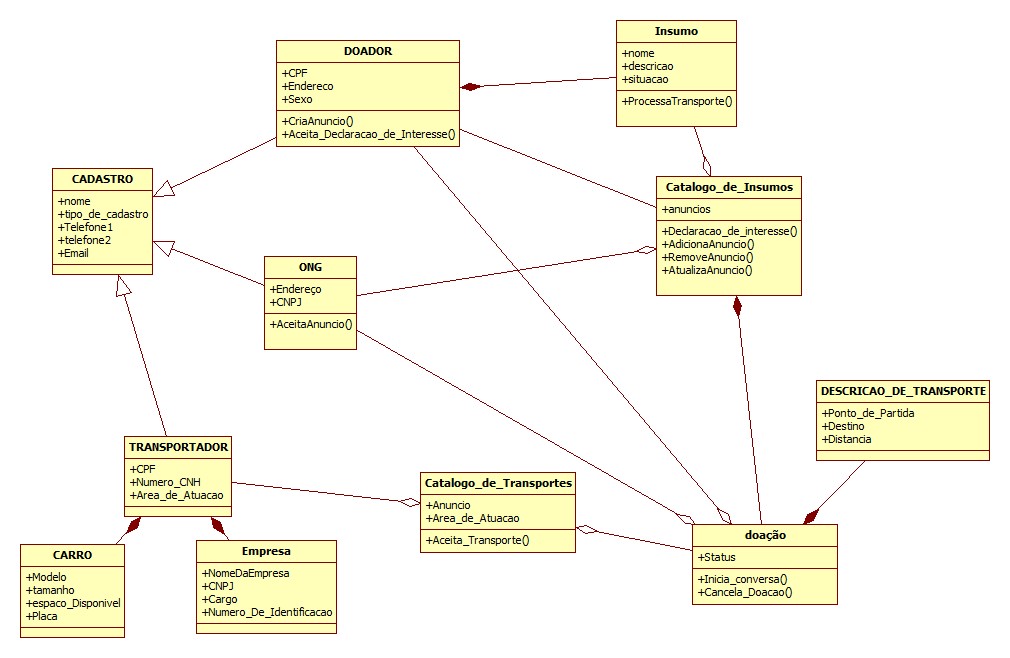 DOADOR
+CPF
+Endereco
+Sexo
+CriaAnuncio()
+Aceita_Declaracao_de_Interesse()
Insumo
+nome
+descricao
+situacao
+ProcessaTransporte()
CADASTRO
+nome
+tipo_de_cadastro
+Telefone1
+telefone2
+Email
Catalogo_de_Insumos
+anuncios
+Declaracao_de_interesse()
+AdicionaAnuncio()
+RemoveAnuncio()
+AtualizaAnuncio()
ONG
+Endereço
+CNPJ
+AceitaAnuncio()
DESCRICAO_DE_TRANSPORTE
+Ponto_de_Partida
+Destino
+Distancia
TRANSPORTADOR
+CPF
+Numero_CNH
+Area_de_Atuacao
Catalogo_de_Transportes
+Anuncio
+Area_de_Atuacao
+Aceita_Transporte()
doação
+Status
+Inicia_conversa()
+Cancela_Doacao()
CARRO
+Modelo
+tamanho
+espaco_Disponivel
+Placa
Empresa
+NomeDaEmpresa
+CNPJ
+Cargo
+Numero_De_Identificacao